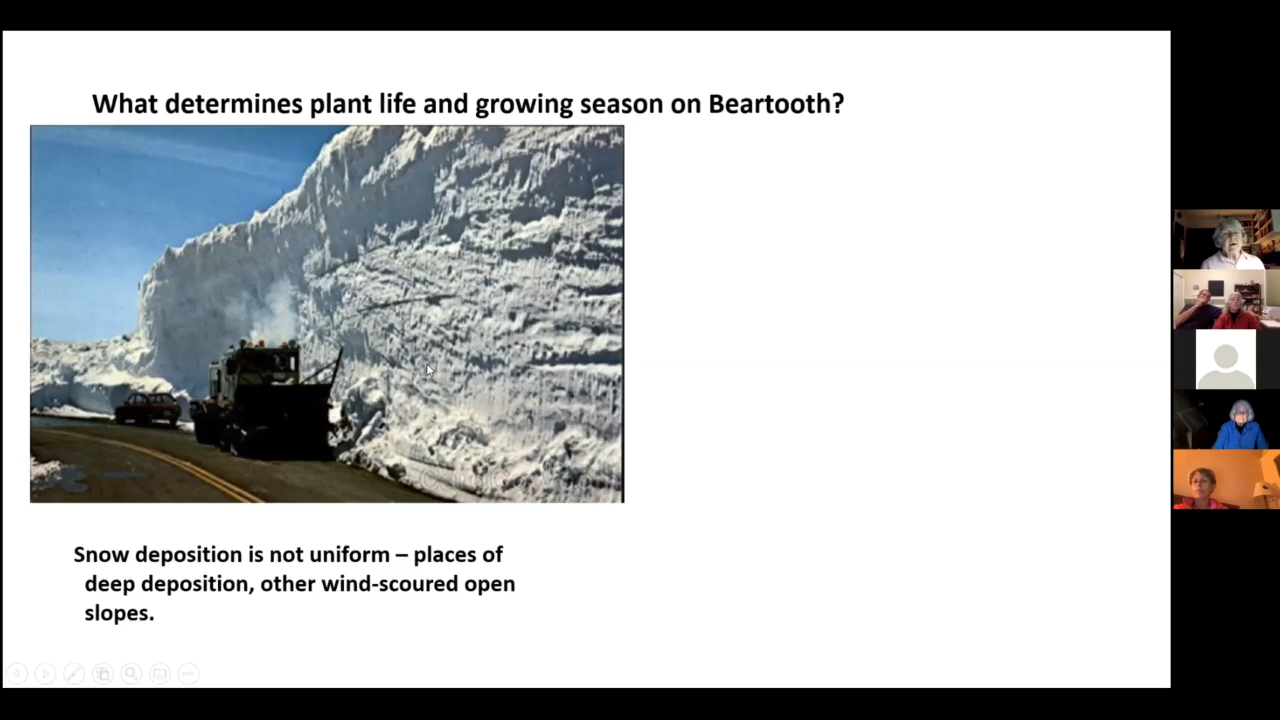 What determines plant life and growing season on Beartooth?
Snow deposition is not uniform – places of
deep deposition, other wind-scoured open
slopes.